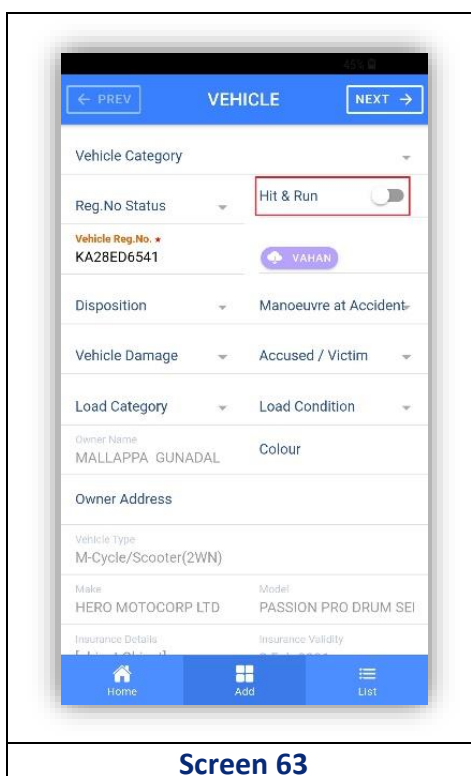 45%
← PREV VEHICLE NEXT →
Vehicle Category
Reg.No Status Hit & Run
Vehicle Reg.No. *
KA28ED6541 VAHAN
Disposition Manoeuvre at Accident
Vehicle Damage Accused / Victim
Load Category Load Condition
Owner Name
MALLAPPA GUNADAL Colour
Owner Address
Vehicle Type
M-Cycle/Scooter(2WN)
Make Model
HERO MOTOCORP LTD PASSION PRO DRUM SEI
Insurance Details Insurance Validity
Home Add List
Screen 63